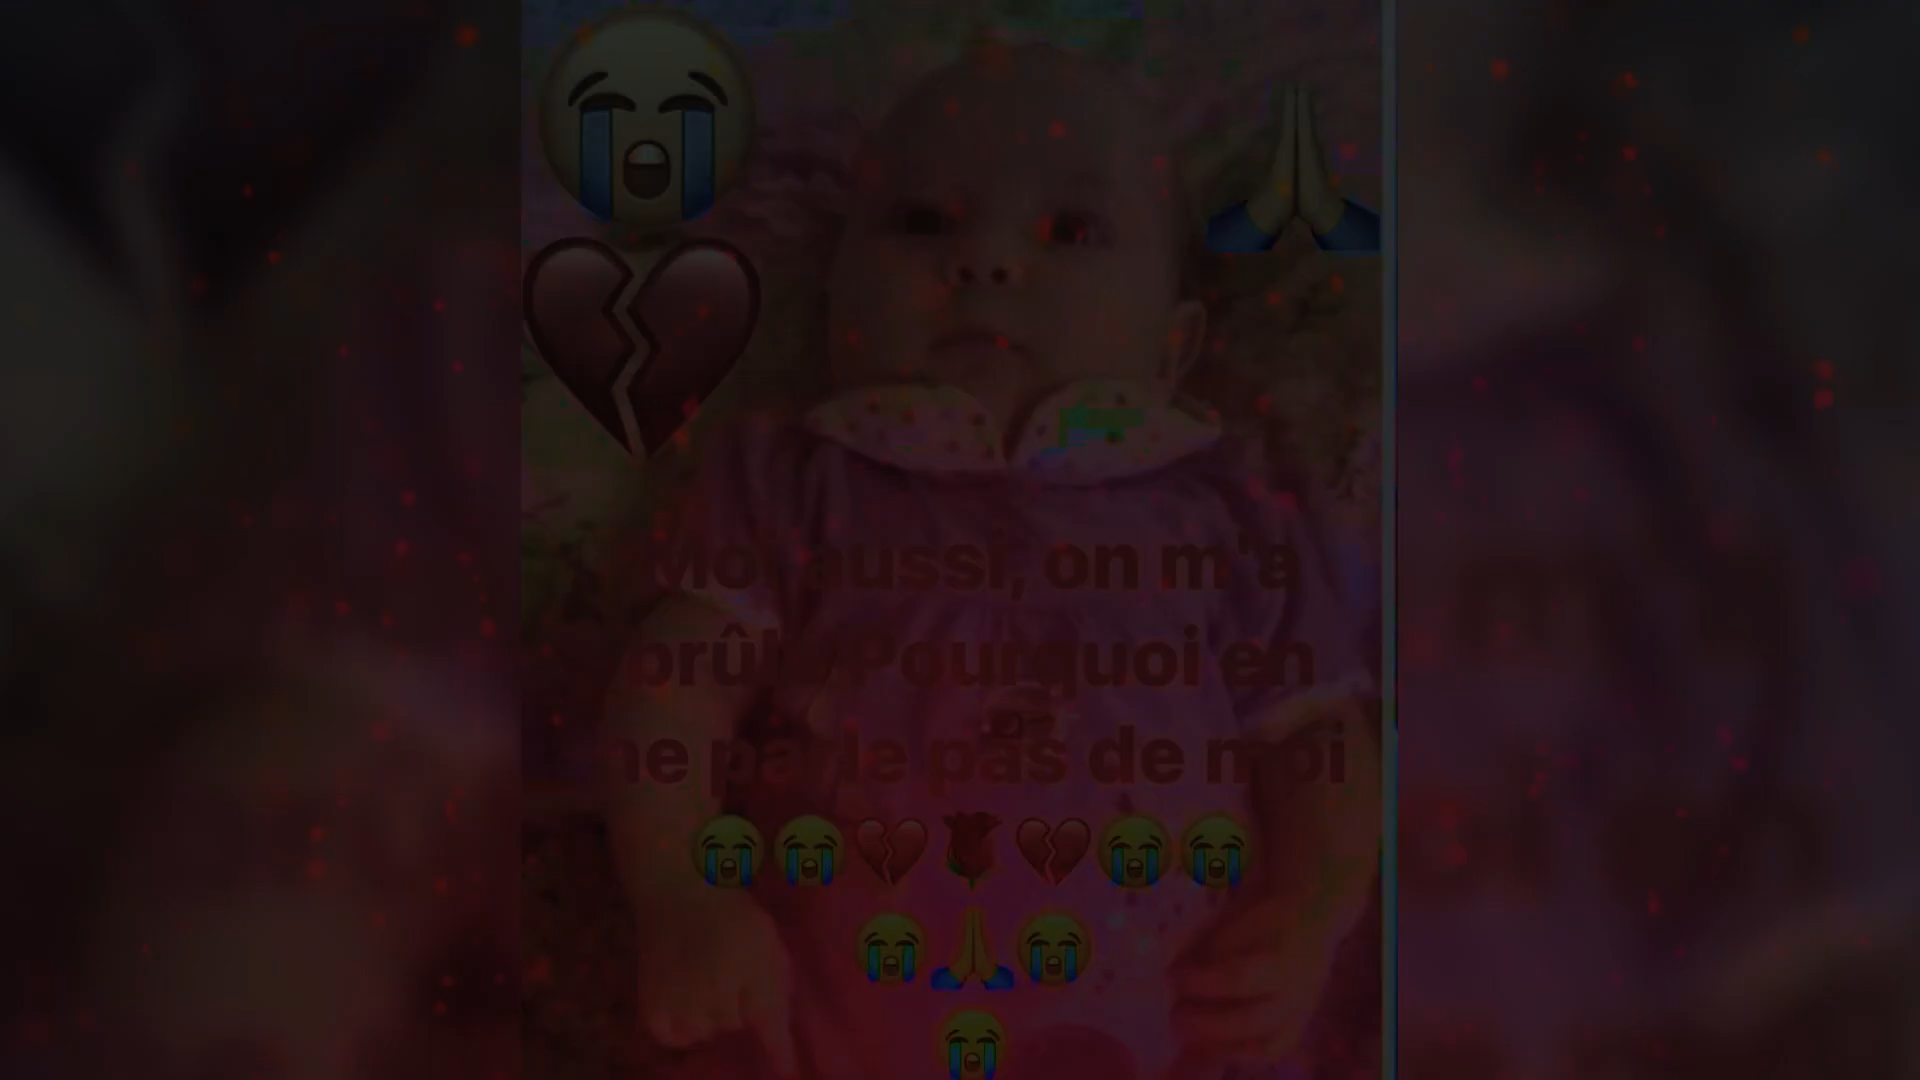 Moi aussi, on m'a
brûlé Pourquoi en
ne parle pas de moi